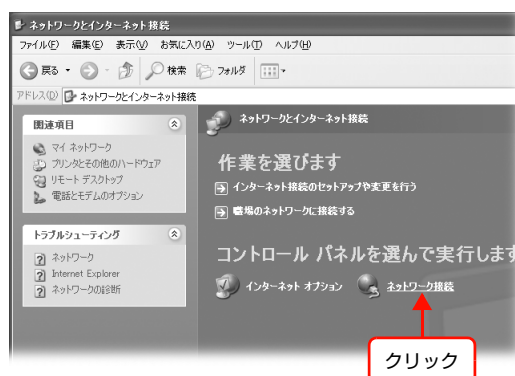 ネットワークとインターネット接続
ファイル(F) 編集(E) 表示(V) お気に入り(A) ツール(T) ヘルプ(H)
戻る 検索 フォルダ
アドレス(D) ネットワークとインターネット接続
関連項目
マイ ネットワーク
プリンタとその他のハードウェア
リモート デスクトップ
電話とモデムのオプション
トラブルシューティング
ネットワーク
Internet Explorer
ネットワークの診断
ネットワークとインターネット接続
作業を選びます
インターネット接続のセットアップや変更を行う
職場のネットワークに接続する
コントロール パネルを選んで実行します
インターネット オプション ネットワーク接続
クリック